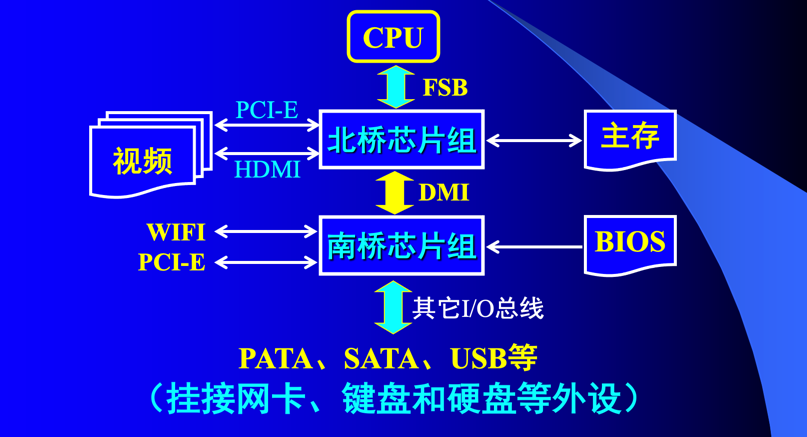 CPU
FSB
PCI-E
视频
HDMI
北桥芯片组
主存
DMI
WIFI
PCI-E
南桥芯片组
BIOS
其它I/O总线
PATA、SATA、USB等
（挂接网卡、键盘和硬盘等外设）